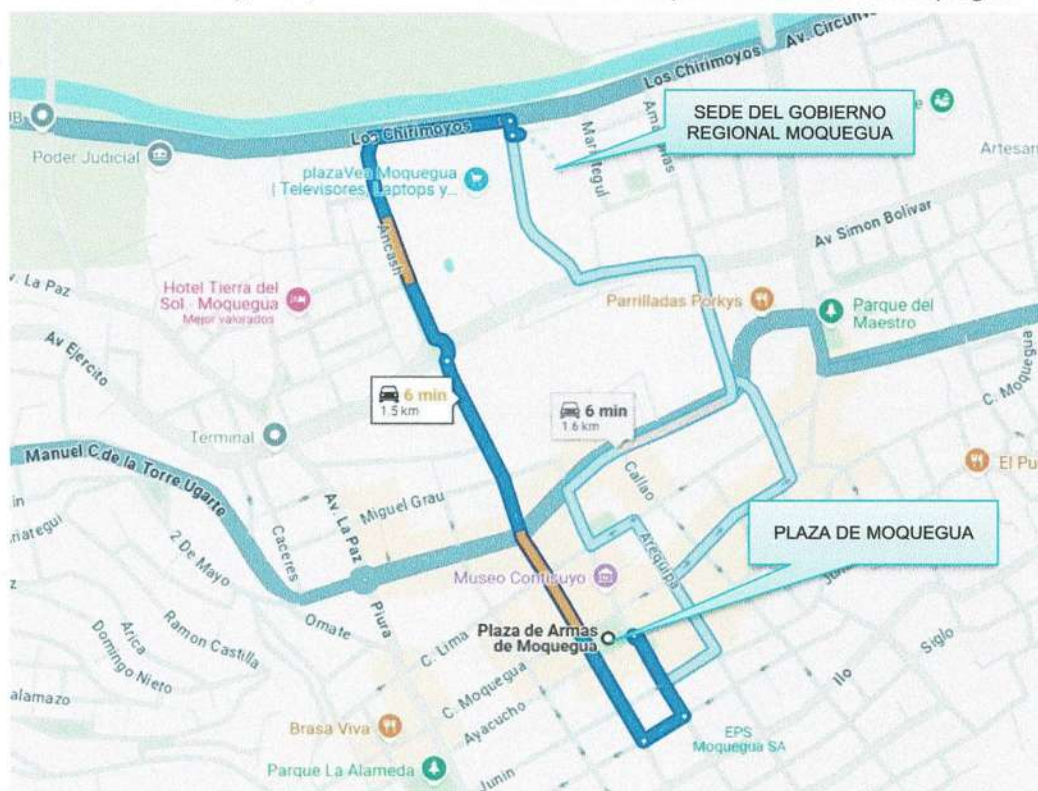 Los Chirimoyos
Av. Circunv
SEDE DEL GOBIERNO
REGIONAL MOQUEGUA
Los Chirimoyos
Poder Judicial
Artesan
plazaVea Moquegua
| Televisores, Laptops y...
Av Simon Bolivar
Ancash
v. La Paz
Hotel Tierra del
Sol - Moquegua
Mejor valorados
Parrilladas Porkys
Parque del
Maestro
Av Ejercito
C. Moquegua
6 min
1.5 km
6 min
1.6 km
Terminal
Manuel C de la Torre Ugarte
El Pu
Callao
Av. La Paz
Miguel Grau
in
riategui
2 De Mayo
Caceres
PLAZA DE MOQUEGUA
Arequipa
Museo Contisuyo
z
Piura
Omate
Plaza de Armas
de Moquegua
C. Lima
Ramon Castilla
Arica
Domingo Nieto
Siglo
C. Moquegua
Ilo
alamazo
Ayacucho
Brasa Viva
EPS
Moquegua SA
Parque La Alameda
Junin